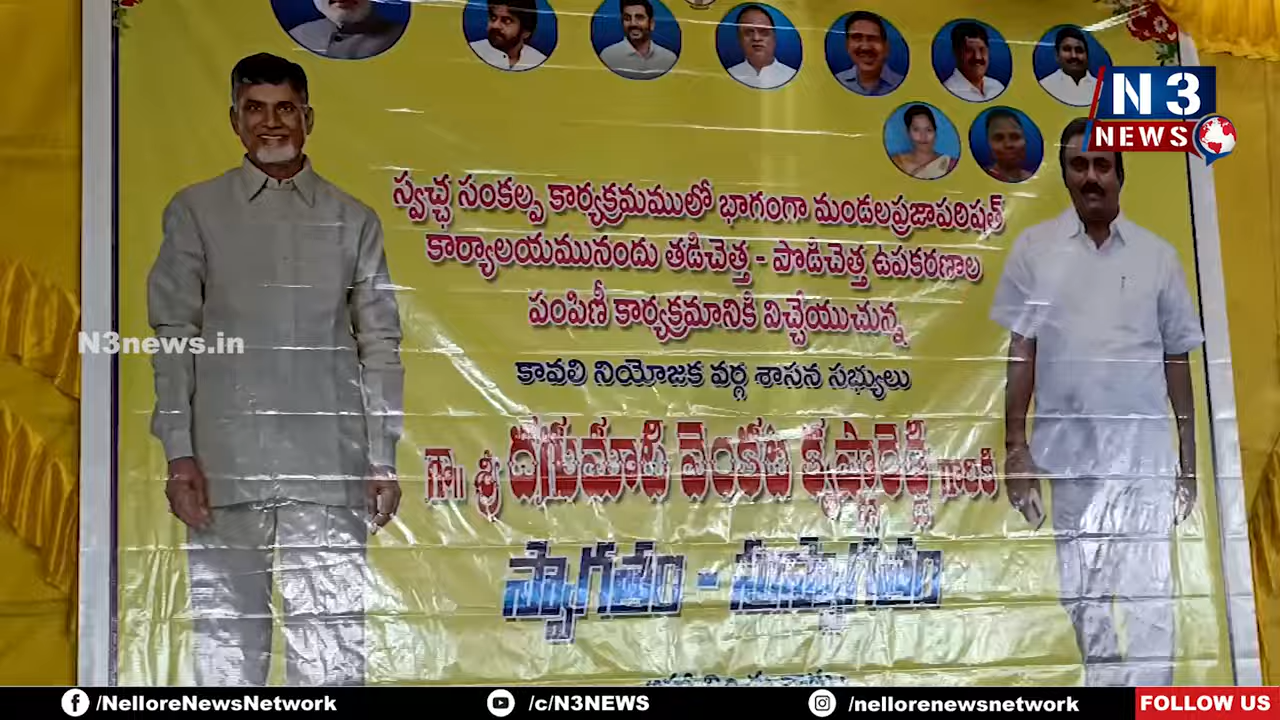 N3
NEWS
స్వచ్ఛ సంకల్ప కార్యక్రమములో భాగంగా మండలప్రజాపరిషత్
కార్యాలయమునందు తడిచెత్త - పొడిచెత్త ఉపకరణాల
పంపిణీ కార్యక్రమానికి విచ్చేయుచున్న
N3news.in
కావలి నియోజక వర్గ శాసన సభ్యులు
గౌ|| శ్రీ దగుమాటి వెంకట కృష్ణారెడ్డి గారికి
స్వాగతం - సుస్వాగతం
/NelloreNewsNetwork
/c/N3NEWS
/nellorenewsnetwork
FOLLOW US